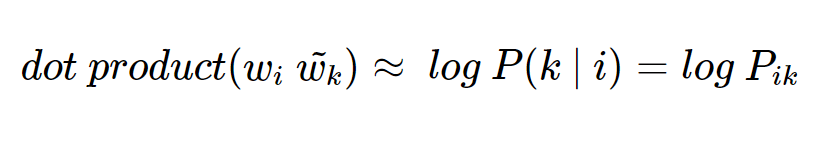 dot product(wᵢ w̃ₖ) ≈ log P(k | i) = log Pᵢₖ